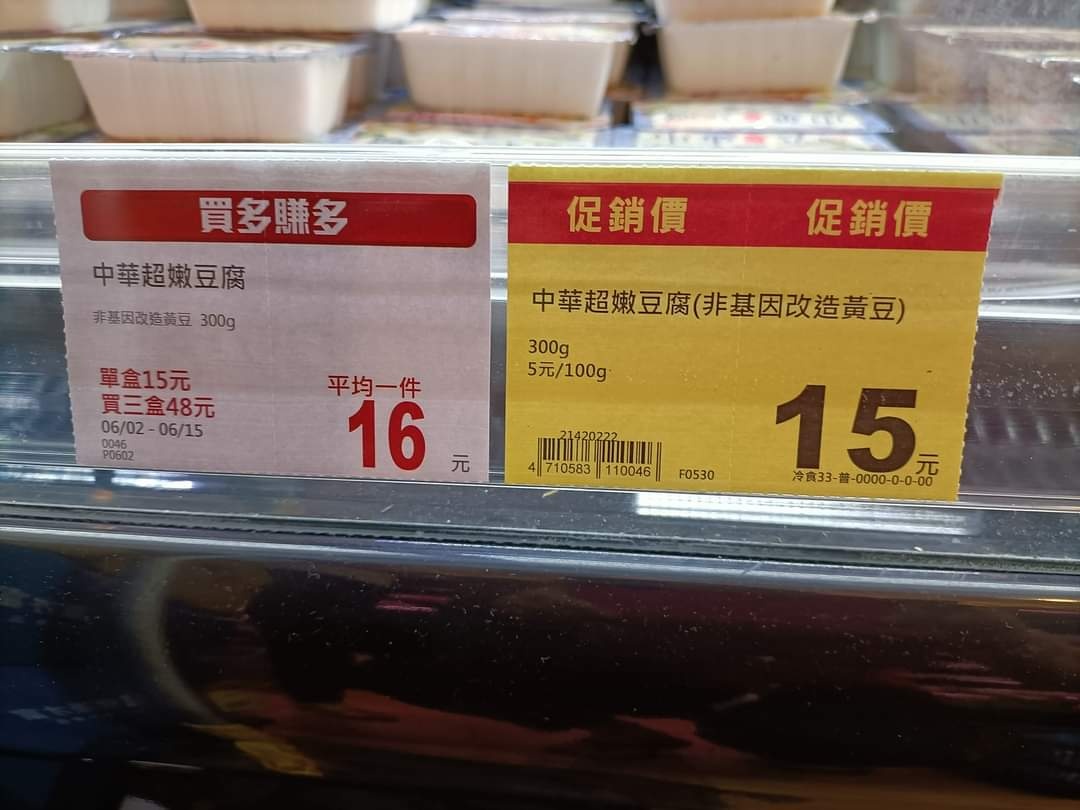 買多賺多
中華超嫩豆腐
非基因改造黃豆 300g
單盒15元
買三盒48元
06/02 - 06/15
0046
P0602
平均一件
16
元
促銷價 促銷價
中華超嫩豆腐(非基因改造黃豆)
300g
5元/100g
21420222
4 710583 110046
F0530
15
元
冷食33-普-0000-0-0-00